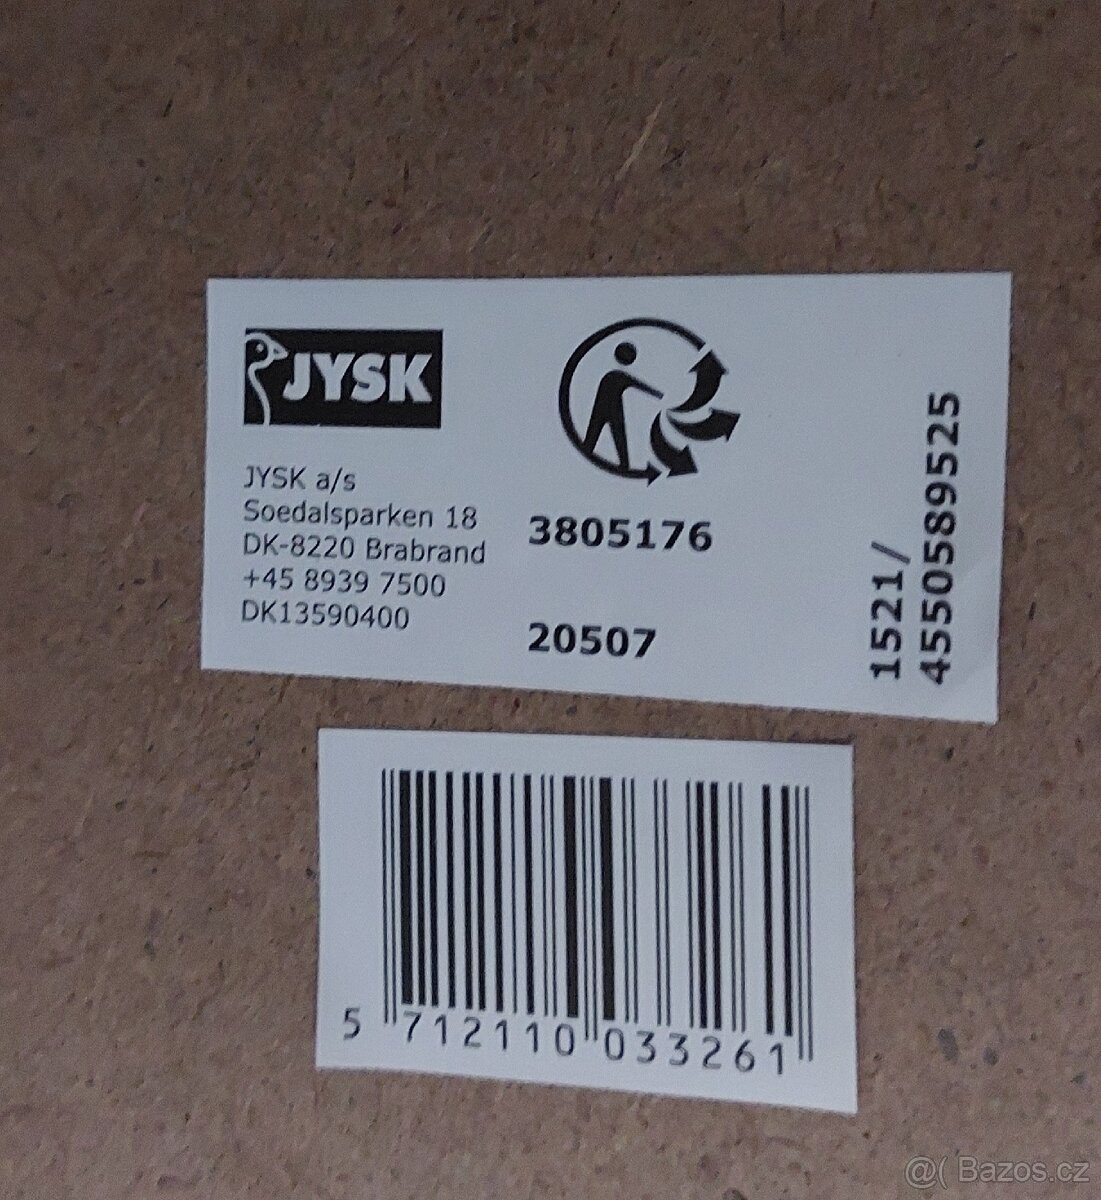 JYSK
JYSK a/s
Soedalsparken 18
DK-8220 Brabrand
+45 8939 7500
DK13590400
3805176
20507
1521/
4550589525
5 712110 033261
@( Bazos.cz